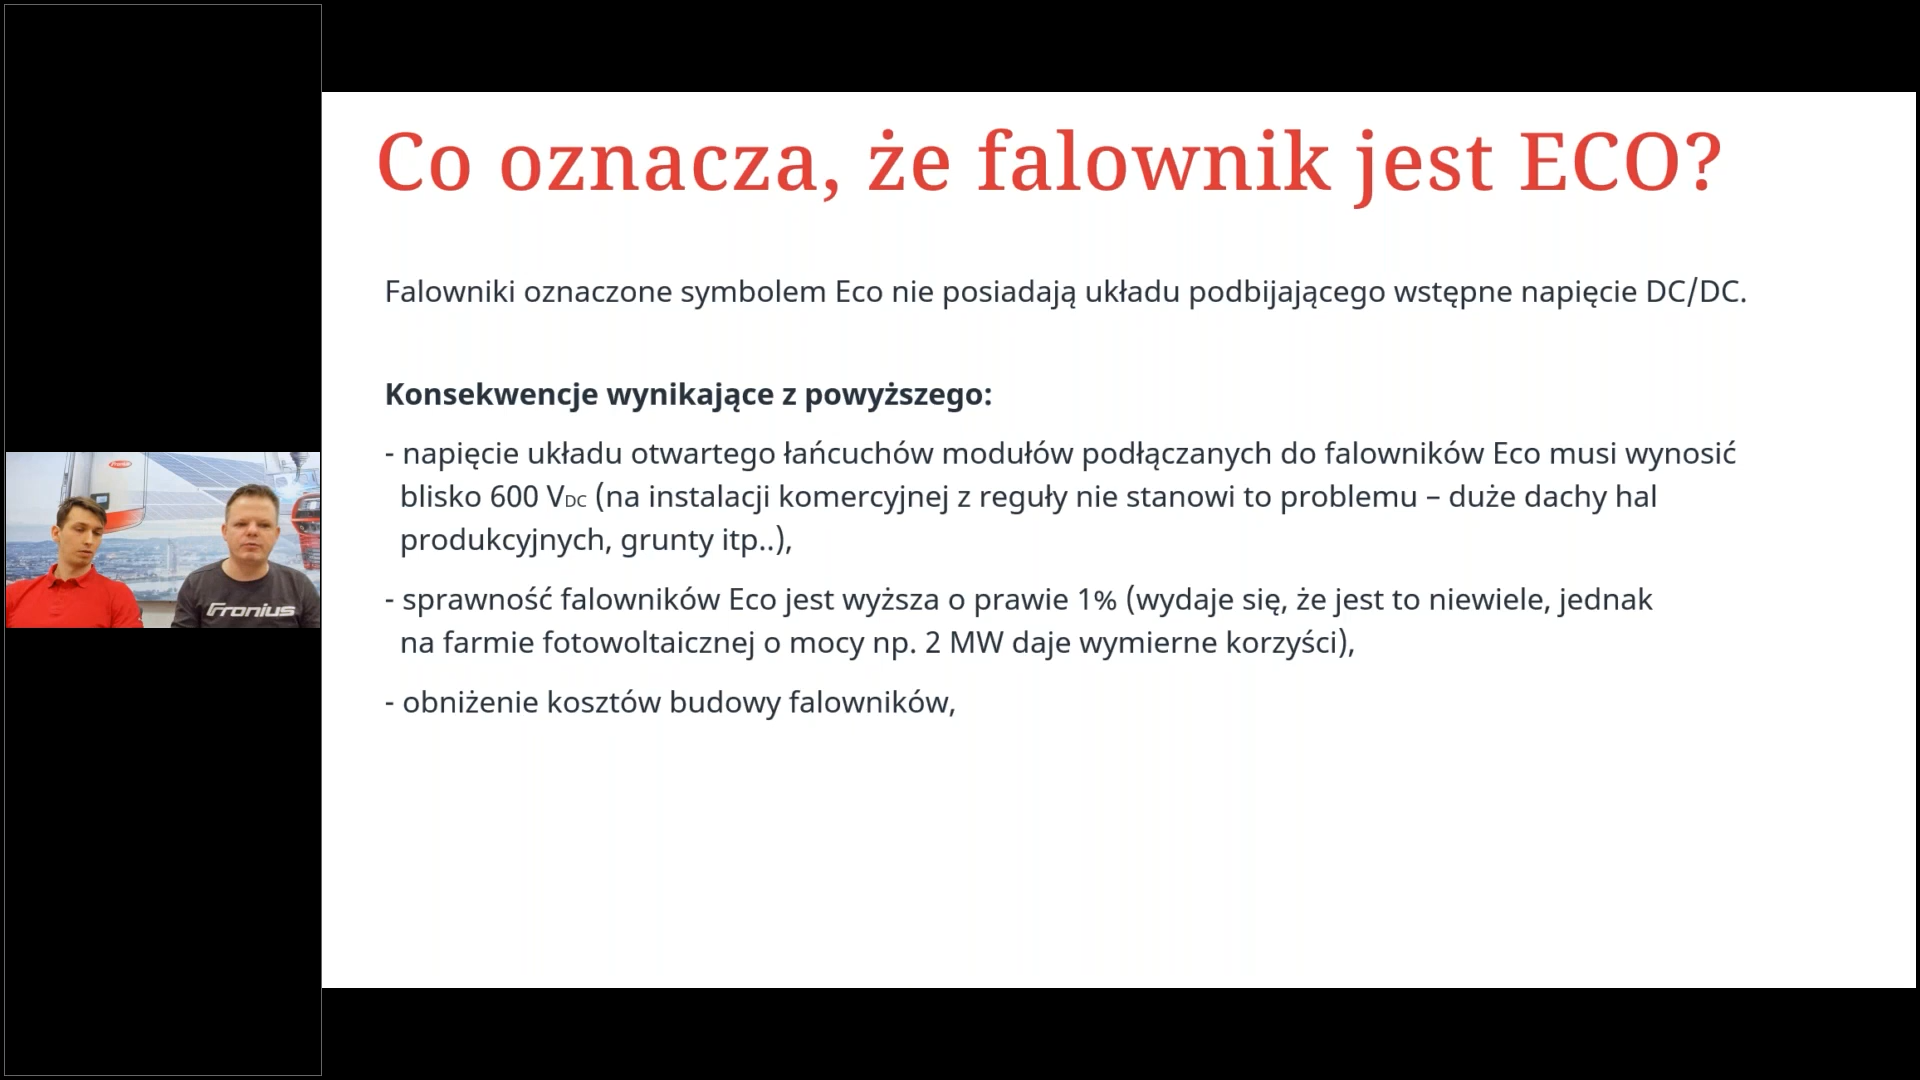 Co oznacza, że falownik jest ECO?
Falowniki oznaczone symbolem Eco nie posiadają układu podbijającego wstępne napięcie DC/DC.
Konsekwencje wynikające z powyższego:
- napięcie układu otwartego łańcuchów modułów podłączanych do falowników Eco musi wynosić
blisko 600 VDC (na instalacji komercyjnej z reguły nie stanowi to problemu – duże dachy hal
produkcyjnych, grunty itp..),
- sprawność falowników Eco jest wyższa o prawie 1% (wydaje się, że jest to niewiele, jednak
na farmie fotowoltaicznej o mocy np. 2 MW daje wymierne korzyści),
- obniżenie kosztów budowy falowników,
Fronius